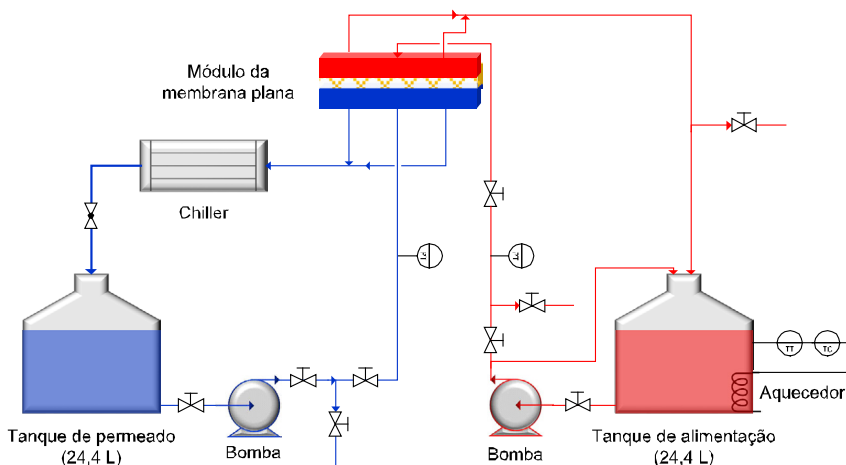 Módulo da
membrana plana
Chiller
TT
TC
Aquecedor
Tanque de permeado
(24,4 L)
Bomba
Bomba
Tanque de alimentação
(24,4 L)